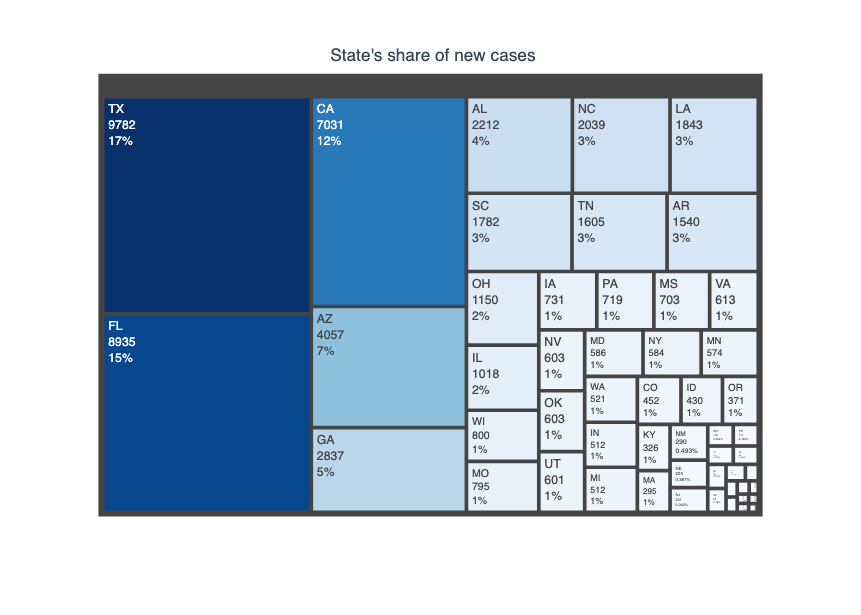 State's share of new cases
TX
9782
17%
FL
8935
15%
CA
7031
12%
AZ
4057
7%
GA
2837
5%
AL
2212
4%
NC
2039
3%
LA
1843
3%
SC
1782
3%
TN
1605
3%
AR
1540
3%
OH
1150
2%
IL
1018
2%
WI
800
1%
MO
795
1%
IA
731
1%
PA
719
1%
MS
703
1%
VA
613
1%
NV
603
1%
OK
603
1%
UT
601
1%
MD
586
1%
NY
584
1%
MN
574
1%
WA
521
1%
IN
512
1%
MI
512
1%
CO
452
1%
ID
430
1%
OR
371
1%
KY
326
1%
MA
295
1%
NM
290
0.493%
NE
NJ